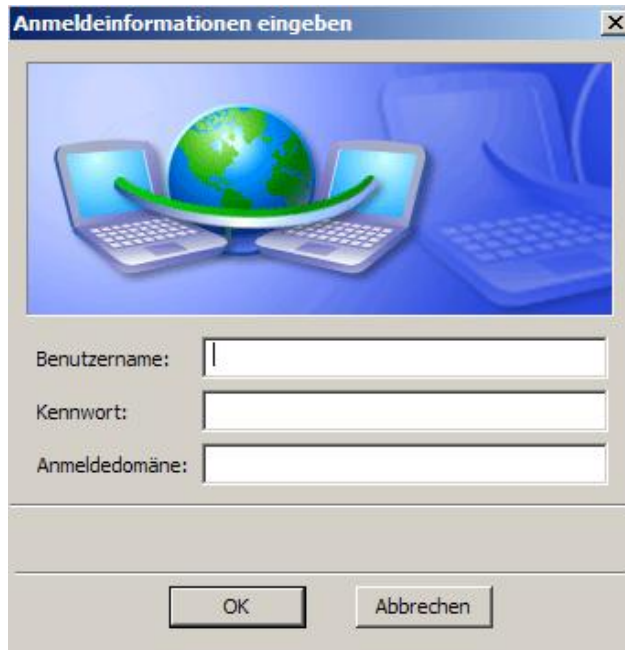 Anmeldeinformationen eingeben
Benutzername:
Kennwort:
Anmeldedomäne:
OK Abbrechen